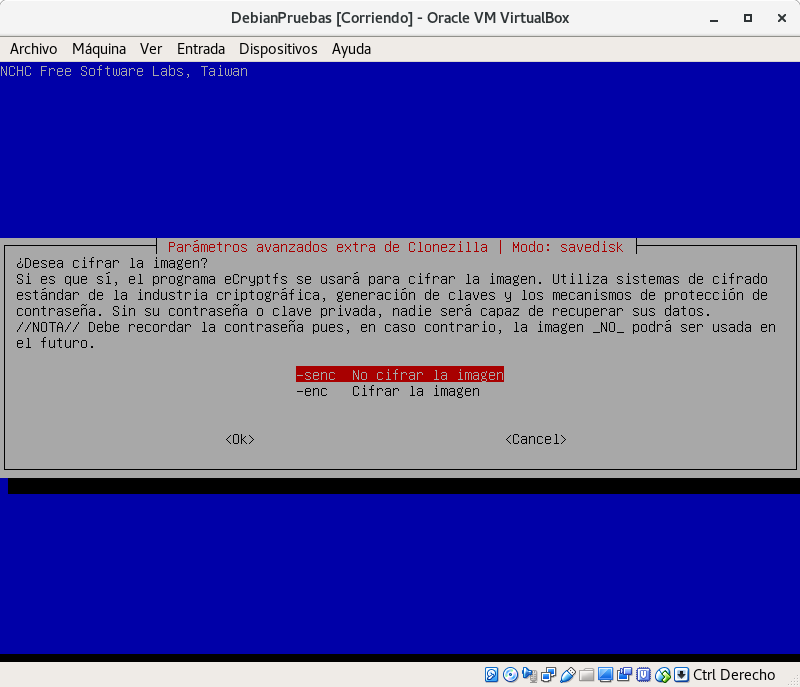 DebianPruebas [Corriendo] - Oracle VM VirtualBox
Archivo Máquina Ver Entrada Dispositivos Ayuda
NCHC Free Software Labs, Taiwan
Parámetros avanzados extra de Clonezilla | Modo: savedisk
¿Desea cifrar la imagen?
Si es que sí, el programa eCryptfs se usará para cifrar la imagen. Utiliza sistemas de cifrado
estándar de la industria criptográfica, generación de claves y los mecanismos de protección de
contraseña. Sin su contraseña o clave privada, nadie será capaz de recuperar sus datos.
//NOTA// Debe recordar la contraseña pues, en caso contrario, la imagen _NO_ podrá ser usada en
el futuro.
-senc No cifrar la imagen
-enc Cifrar la imagen
<Ok> <Cancel>
Ctrl Derecho